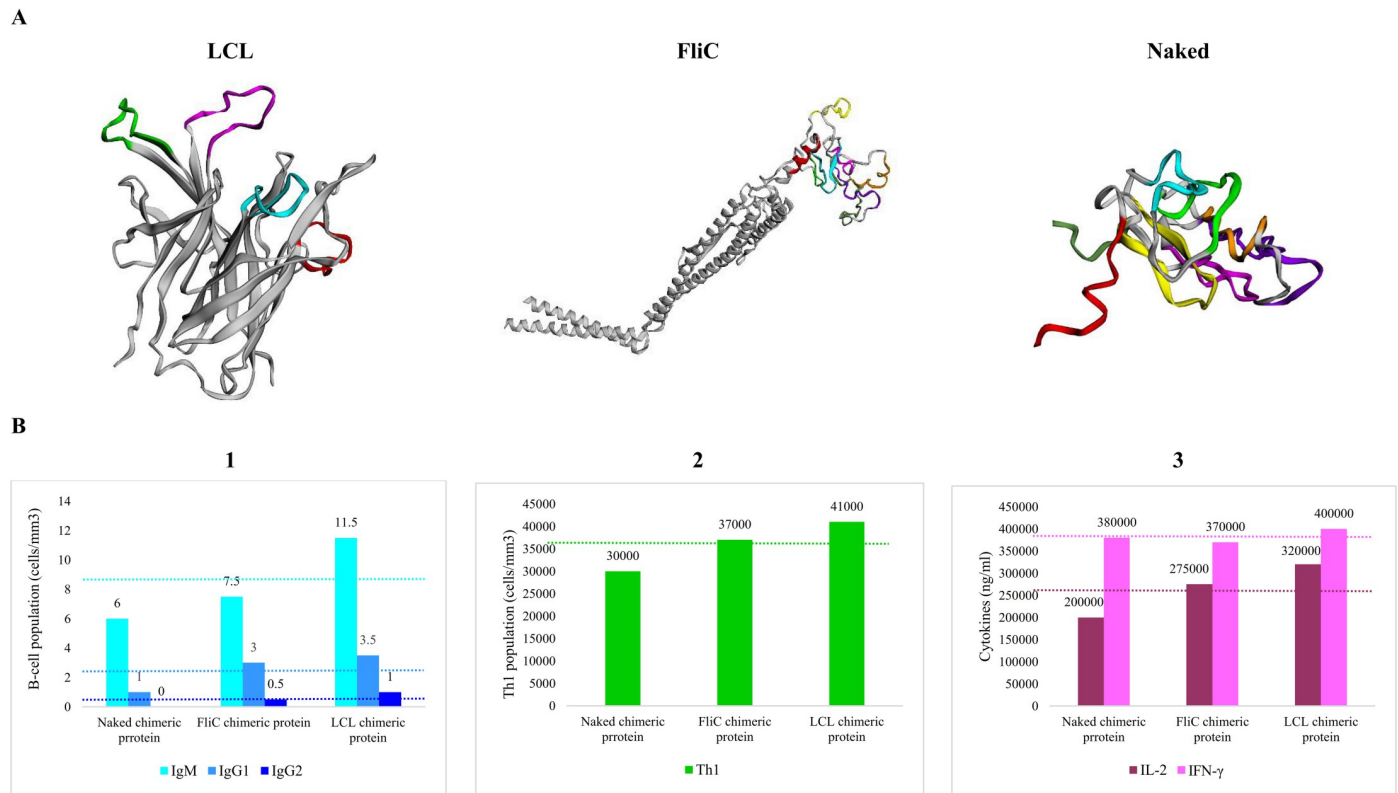 A
LCL
FliC
Naked
B
1
B-cell population (cells/mm3)
14
12
10
8
6
4
2
0
6
1
0
7.5
3
0.5
11.5
3.5
1
Naked chimeric
prrotein
FliC chimeric protein
LCL chimeric
protein
IgM IgG1 IgG2
2
Th1 population (cells/mm3)
45000
40000
35000
30000
25000
20000
15000
10000
5000
0
30000
37000
41000
Naked chimeric
prrotein
FliC chimeric
protein
LCL chimeric
protein
Th1
3
Cytokines (ng/ml)
450000
400000
350000
300000
250000
200000
150000
100000
50000
0
200000
380000
275000
370000
320000
400000
Naked chimeric
prrotein
FliC chimeric
protein
LCL chimeric
protein
IL-2 IFN-γ